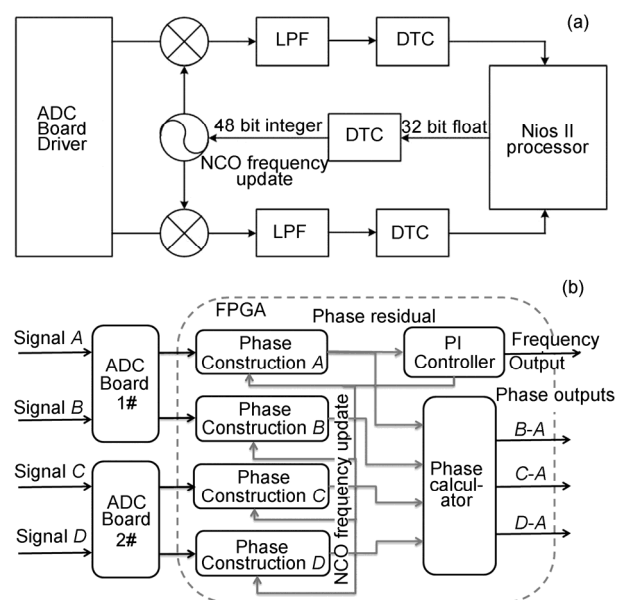 (a)
LPF
DTC
ADC
Board
Driver
48 bit integer
DTC
32 bit float
Nios II
processor
NCO frequency
update
LPF
DTC
(b)
FPGA
Phase residual
Signal A
ADC
Board
1#
Phase
Construction A
PI
Controller
Frequency
Output
Signal B
Phase
Construction B
Phase outputs
B-A
Signal C
ADC
Board
2#
Phase
Construction C
NCO frequency update
Phase
calcul-
ator
C-A
Signal D
Phase
Construction D
D-A